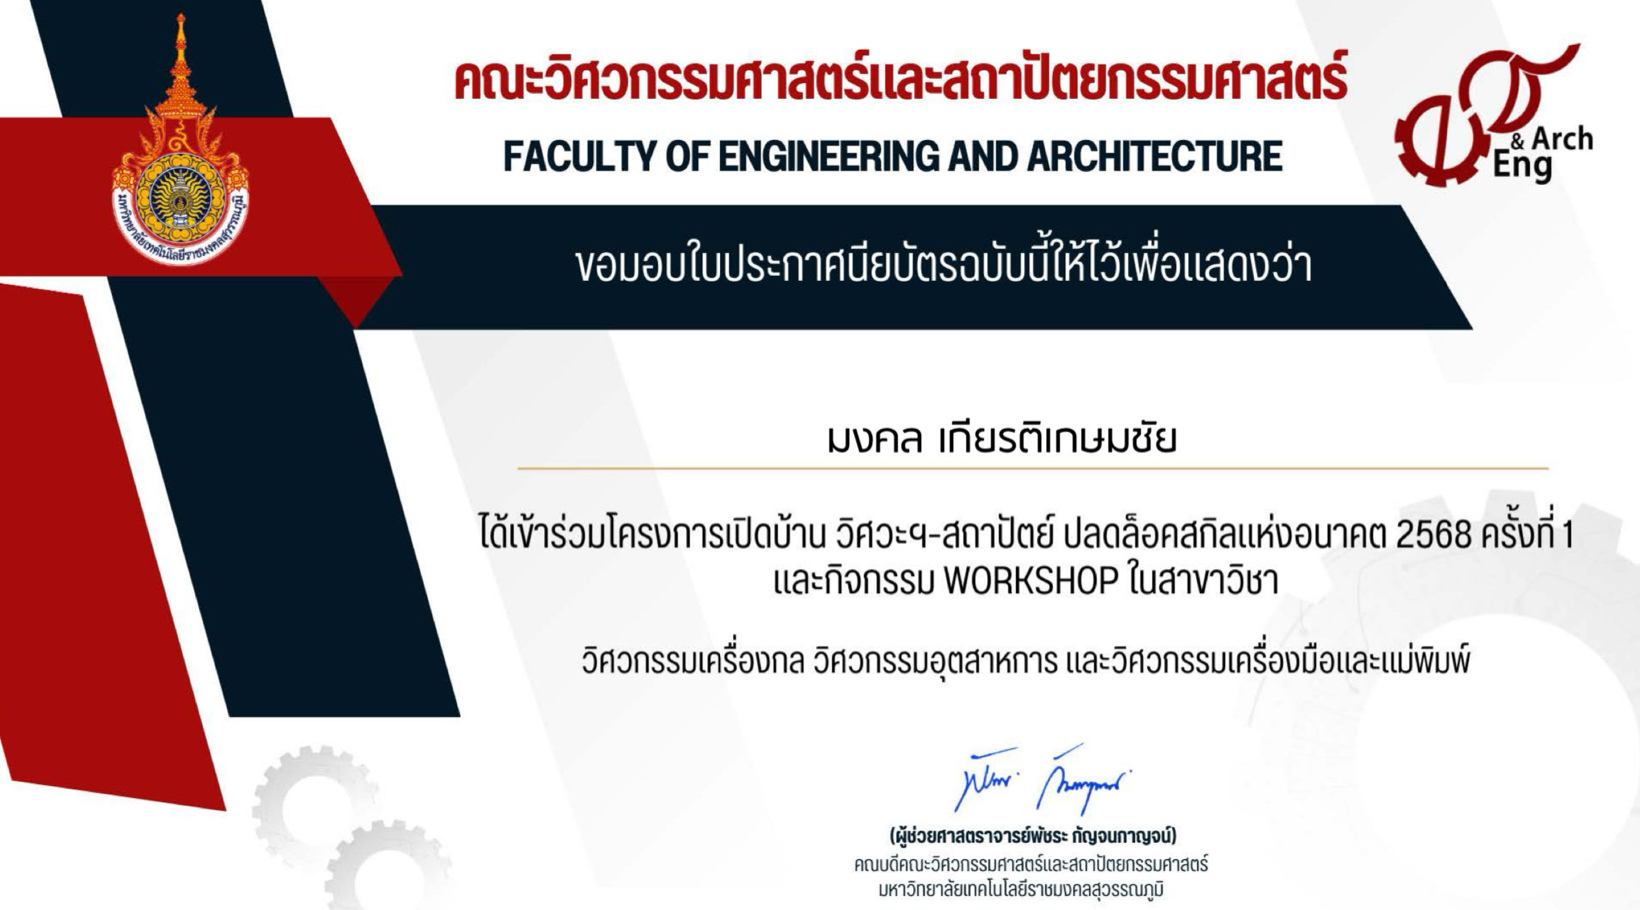 คณะวิศวกรรมศาสตร์และสถาปัตยกรรมศาสตร์
FACULTY OF ENGINEERING AND ARCHITECTURE
& Arch
Eng
มหาวิทยาลัยเทคโนโลยีราชมงคลสุวรรณภูมิ
ขอมอบใบประกาศนียบัตรฉบับนี้ให้ไว้เพื่อแสดงว่า
มงคล เกียรติเกษมชัย
ได้เข้าร่วมโครงการเปิดบ้าน วิศวะฯ-สถาปัตย์ ปลดล็อคสกิลแห่งอนาคต 2568 ครั้งที่ 1
และกิจกรรม WORKSHOP ในสาขาวิชา
วิศวกรรมเครื่องกล วิศวกรรมอุตสาหการ และวิศวกรรมเครื่องมือและแม่พิมพ์
(ผู้ช่วยศาสตราจารย์พัชระ กัญจนกาญจน์)
คณบดีคณะวิศวกรรมศาสตร์และสถาปัตยกรรมศาสตร์
มหาวิทยาลัยเทคโนโลยีราชมงคลสุวรรณภูมิ